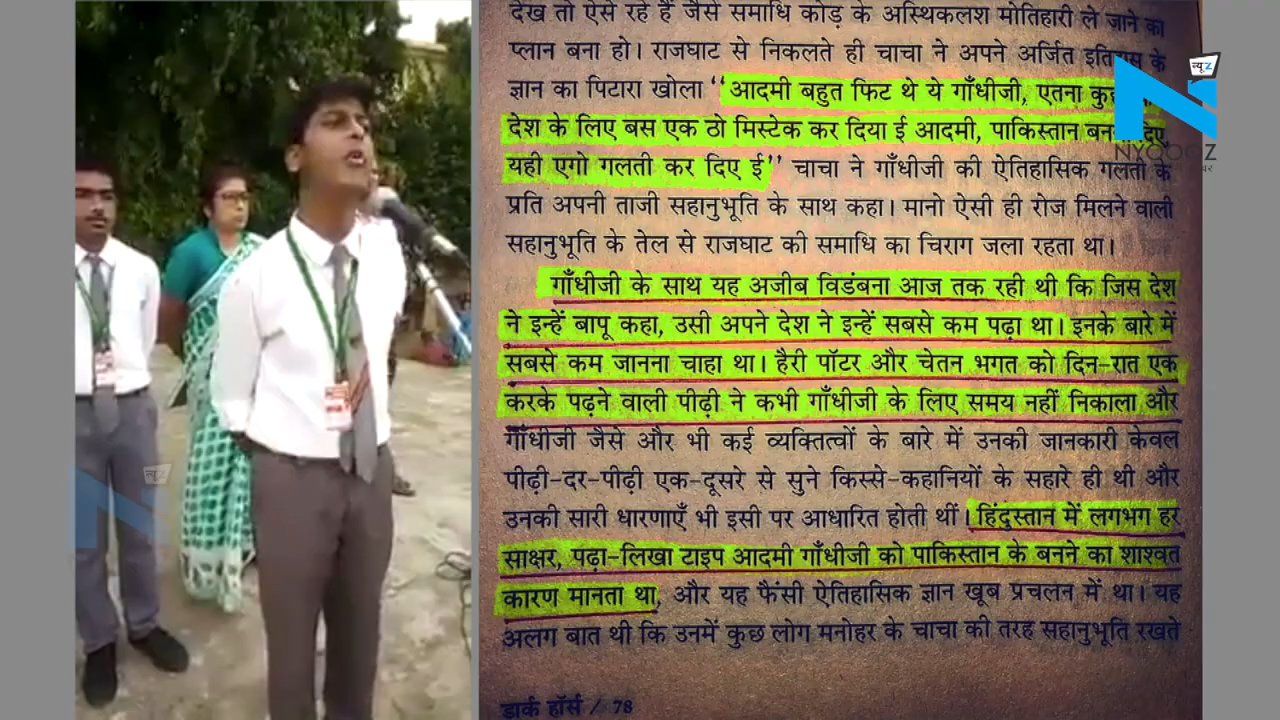 देख तो ऐसे रहे हैं जैसे समाधि कोड़ के अस्थिकलश मोतिहारी ले जाने का
प्लान बना हो। राजघाट से निकलते ही चाचा ने अपने अर्जित इतिहास के
ज्ञान का पिटारा खोला “आदमी बहुत फिट थे ये गाँधीजी, एतना
देश के लिए बस एक ठो मिस्टेक कर दिया ई आदमी, पाकिस्तान
यही एगो गलती कर दिए ई” चाचा ने गाँधीजी की ऐतिहासिक गलती के
प्रति अपनी ताजी सहानुभूति के साथ कहा। मानो ऐसी ही रोज मिलने वाली
सहानुभूति के तेल से राजघाट की समाधि का चिराग जला रहता था।
गाँधीजी के साथ यह अजीब विडंबना आज तक रही थी कि जिस देश
ने इन्हें बापू कहा, उसी अपने देश ने इन्हें सबसे कम पढ़ा था। इनके बारे में
सबसे कम जानना चाहा था। हैरी पॉटर और चेतन भगत को दिन-रात एक
करके पढ़ने वाली पीढ़ी ने कभी गाँधीजी के लिए समय नहीं निकाला और
गाँधीजी जैसे और भी कई व्यक्तित्वों के बारे में उनकी जानकारी केवल
पीढ़ी-दर-पीढ़ी एक-दूसरे से सुने किस्से-कहानियों के सहारे ही थी और
उनकी सारी धारणाएँ भी इसी पर आधारित होती थीं। हिंदुस्तान में लगभग हर
साक्षर, पढ़ा-लिखा टाइप आदमी गाँधीजी को पाकिस्तान के बनने का शाश्वत
कारण मानता था, और यह फैंसी ऐतिहासिक ज्ञान खूब प्रचलन में था। यह
अलग बात थी कि उनमें कुछ लोग मनोहर के चाचा की तरह सहानुभूति रखते
डार्क हॉर्स / 78
न्यूZ
NYOOOZ